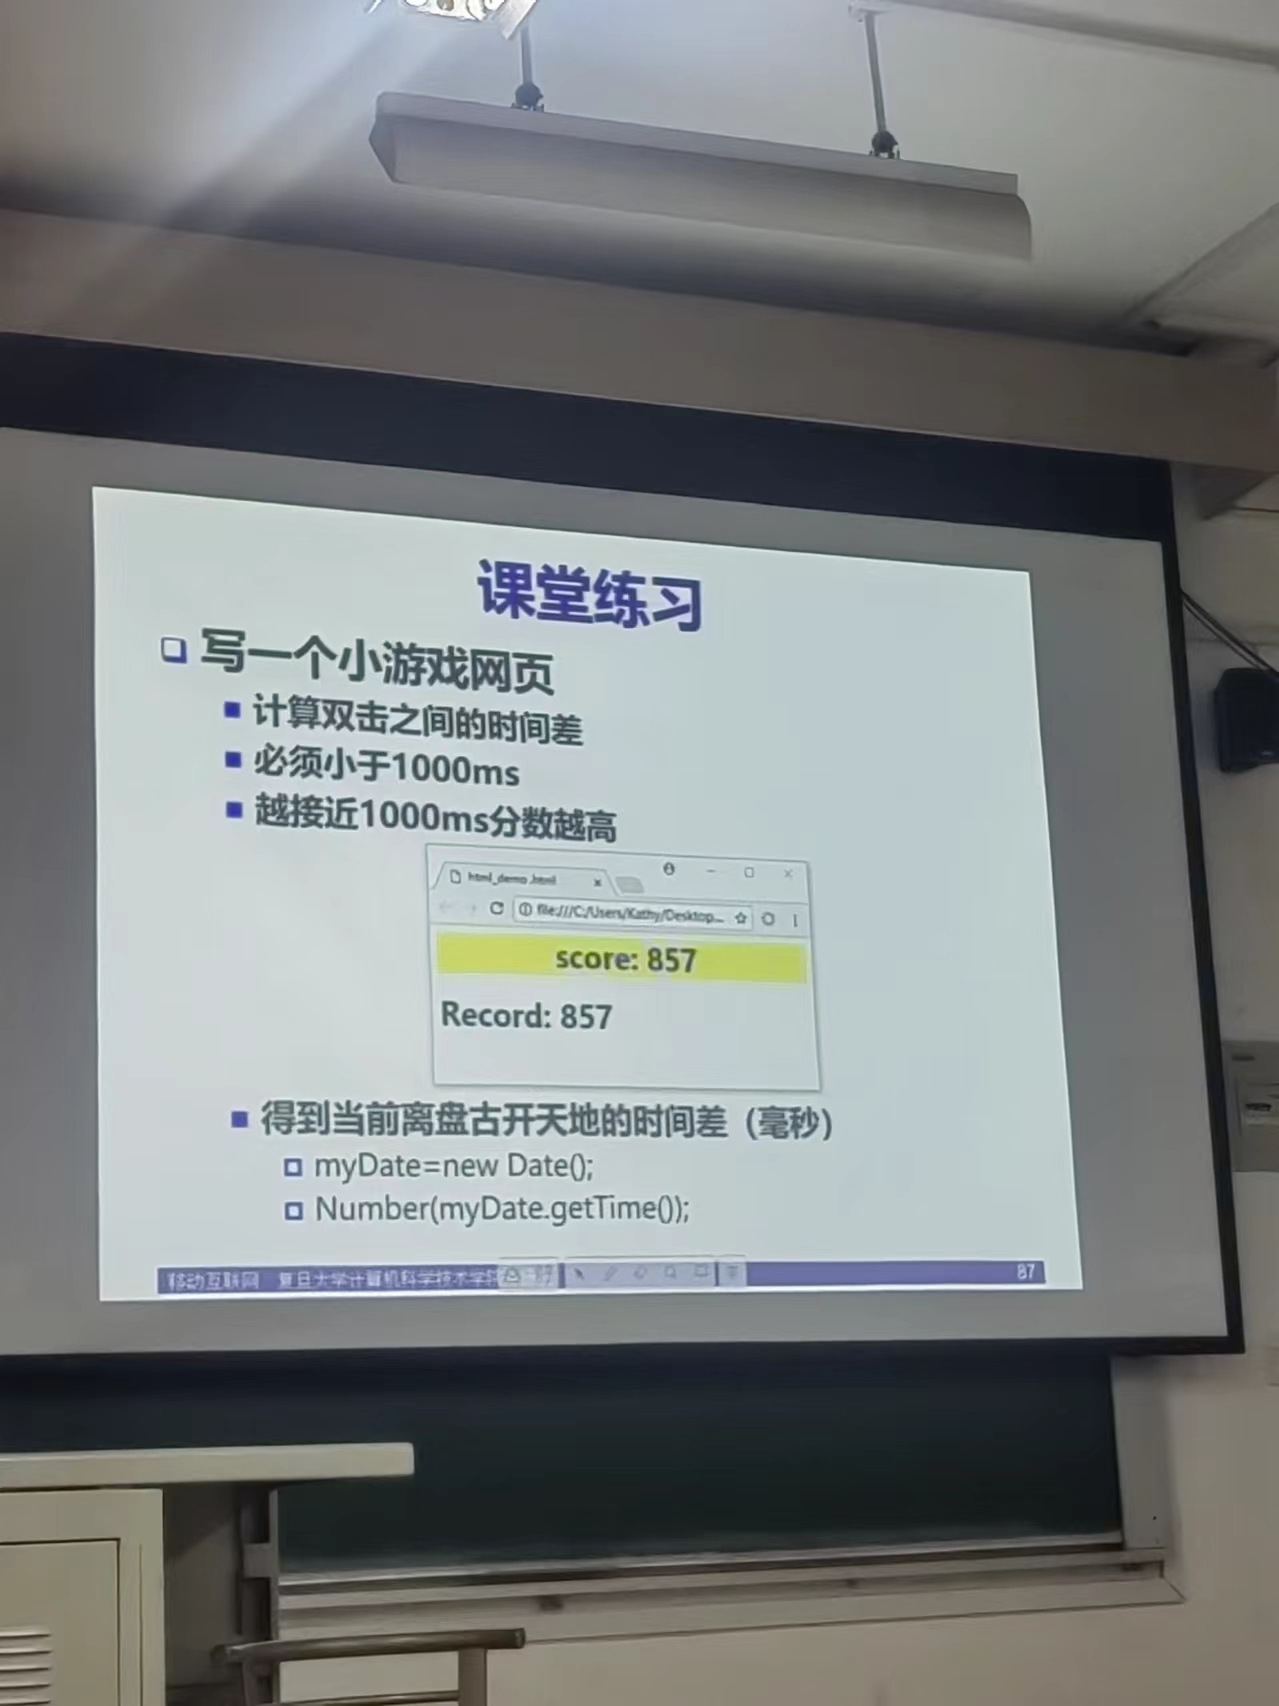 课堂练习
写一个小游戏网页
计算双击之间的时间差
必须小于1000ms
越接近1000ms分数越高
html_demo.html
file:///C:/Users/Kathy/Desktop...
score: 857
Record: 857
得到当前离盘古开天地的时间差（毫秒）
myDate=new Date();
Number(myDate.getTime());
移动互联网 复旦大学计算机科学技术学院
87